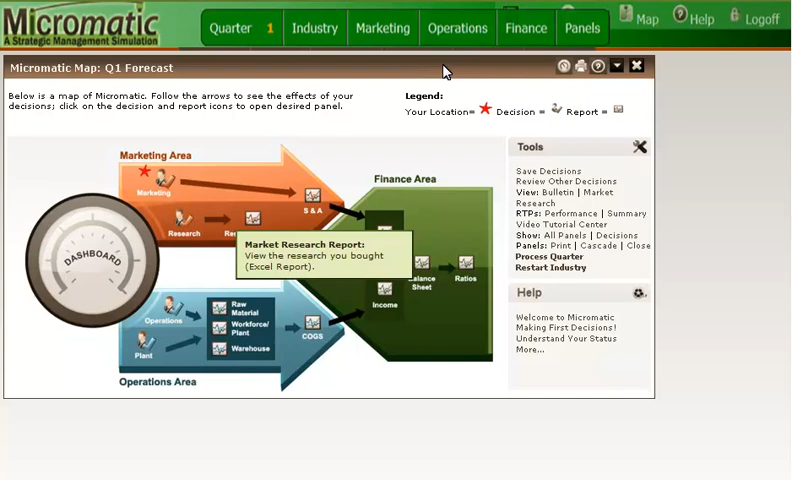 Micromatic
A Strategic Management Simulation
Quarter 1 Industry Marketing Operations Finance Panels
Map Help Logoff
Micromatic Map: Q1 Forecast
Below is a map of Micromatic. Follow the arrows to see the effects of your
decisions; click on the decision and report icons to open desired panel.
Legend:
Your Location= Decision = Report =
Marketing Area
Marketing
S & A
Research
Market Research Report:
View the research you bought
(Excel Report).
Finance Area
Balance
Sheet
Ratios
Income
DASHBOARD
Operations
Plant
Raw
Material
Workforce/
Plant
Warehouse
COGS
Operations Area
Tools
Save Decisions
Review Other Decisions
View: Bulletin | Market
Research
RTPs: Performance | Summary
Video Tutorial Center
Show: All Panels | Decisions
Panels: Print | Cascade | Close
Process Quarter
Restart Industry
Help
Welcome to Micromatic
Making First Decisions!
Understand Your Status
More...